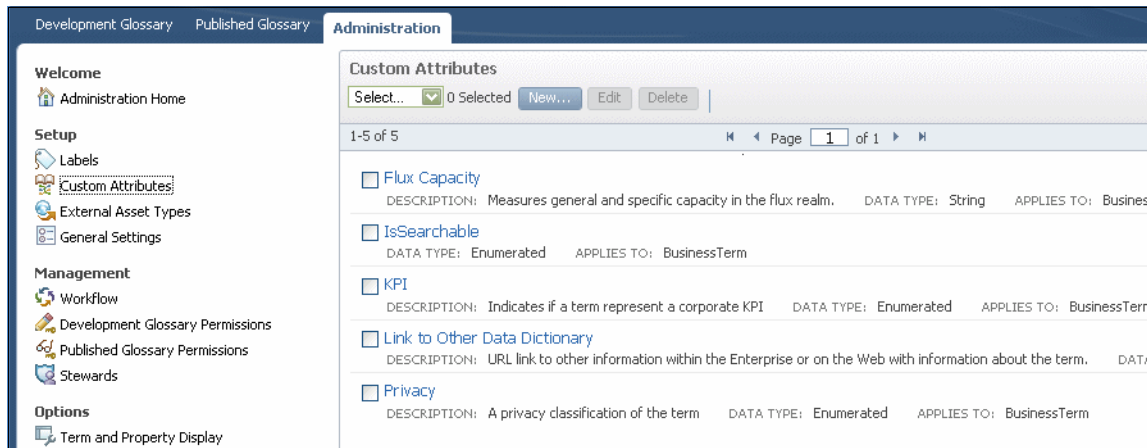 Development Glossary Published Glossary Administration
Welcome
Administration Home
Setup
Labels
Custom Attributes
External Asset Types
General Settings
Management
Workflow
Development Glossary Permissions
Published Glossary Permissions
Stewards
Options
Term and Property Display
Custom Attributes
Select... 0 Selected New... Edit Delete
1-5 of 5 Page 1 of 1
Flux Capacity
DESCRIPTION: Measures general and specific capacity in the flux realm. DATA TYPE: String APPLIES TO: Busines
IsSearchable
DATA TYPE: Enumerated APPLIES TO: BusinessTerm
KPI
DESCRIPTION: Indicates if a term represent a corporate KPI DATA TYPE: Enumerated APPLIES TO: BusinessTerr
Link to Other Data Dictionary
DESCRIPTION: URL link to other information within the Enterprise or on the Web with information about the term. DATA
Privacy
DESCRIPTION: A privacy classification of the term DATA TYPE: Enumerated APPLIES TO: BusinessTerm